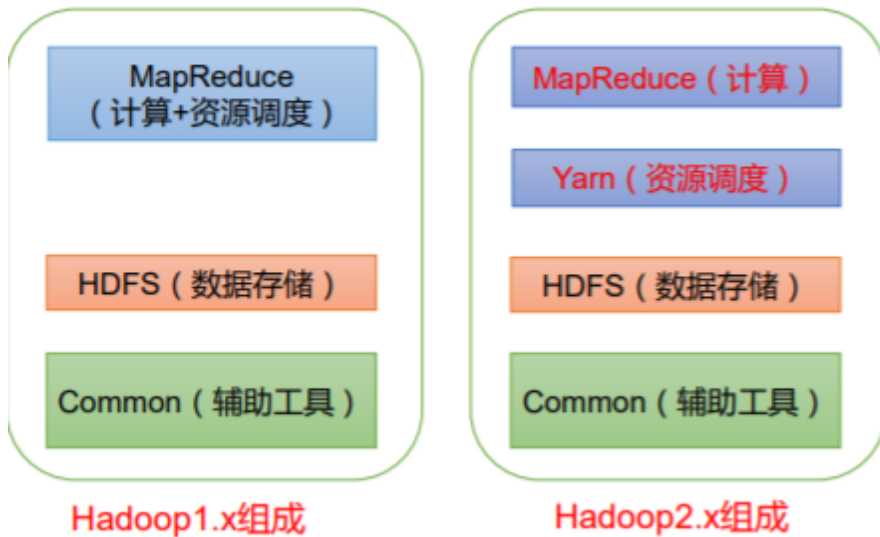 MapReduce
（计算+资源调度）
HDFS（数据存储）
Common（辅助工具）
Hadoop1.x组成
MapReduce（计算）
Yarn（资源调度）
HDFS（数据存储）
Common（辅助工具）
Hadoop2.x组成